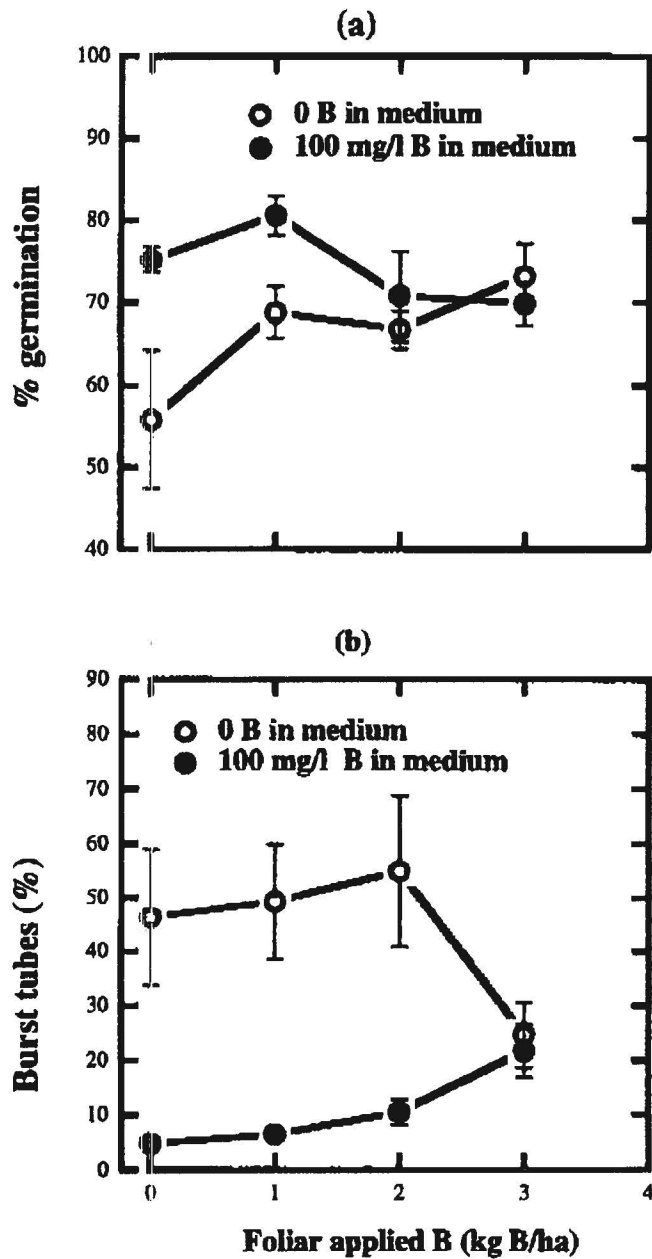 (a)
100
90
80
70
60
50
40
% germination
0 B in medium
100 mg/l B in medium
(b)
90
80
70
60
50
40
30
20
10
0
Burst tubes (%)
0 B in medium
100 mg/l B in medium
0 1 2 3 4
Foliar applied B (kg B/ha)